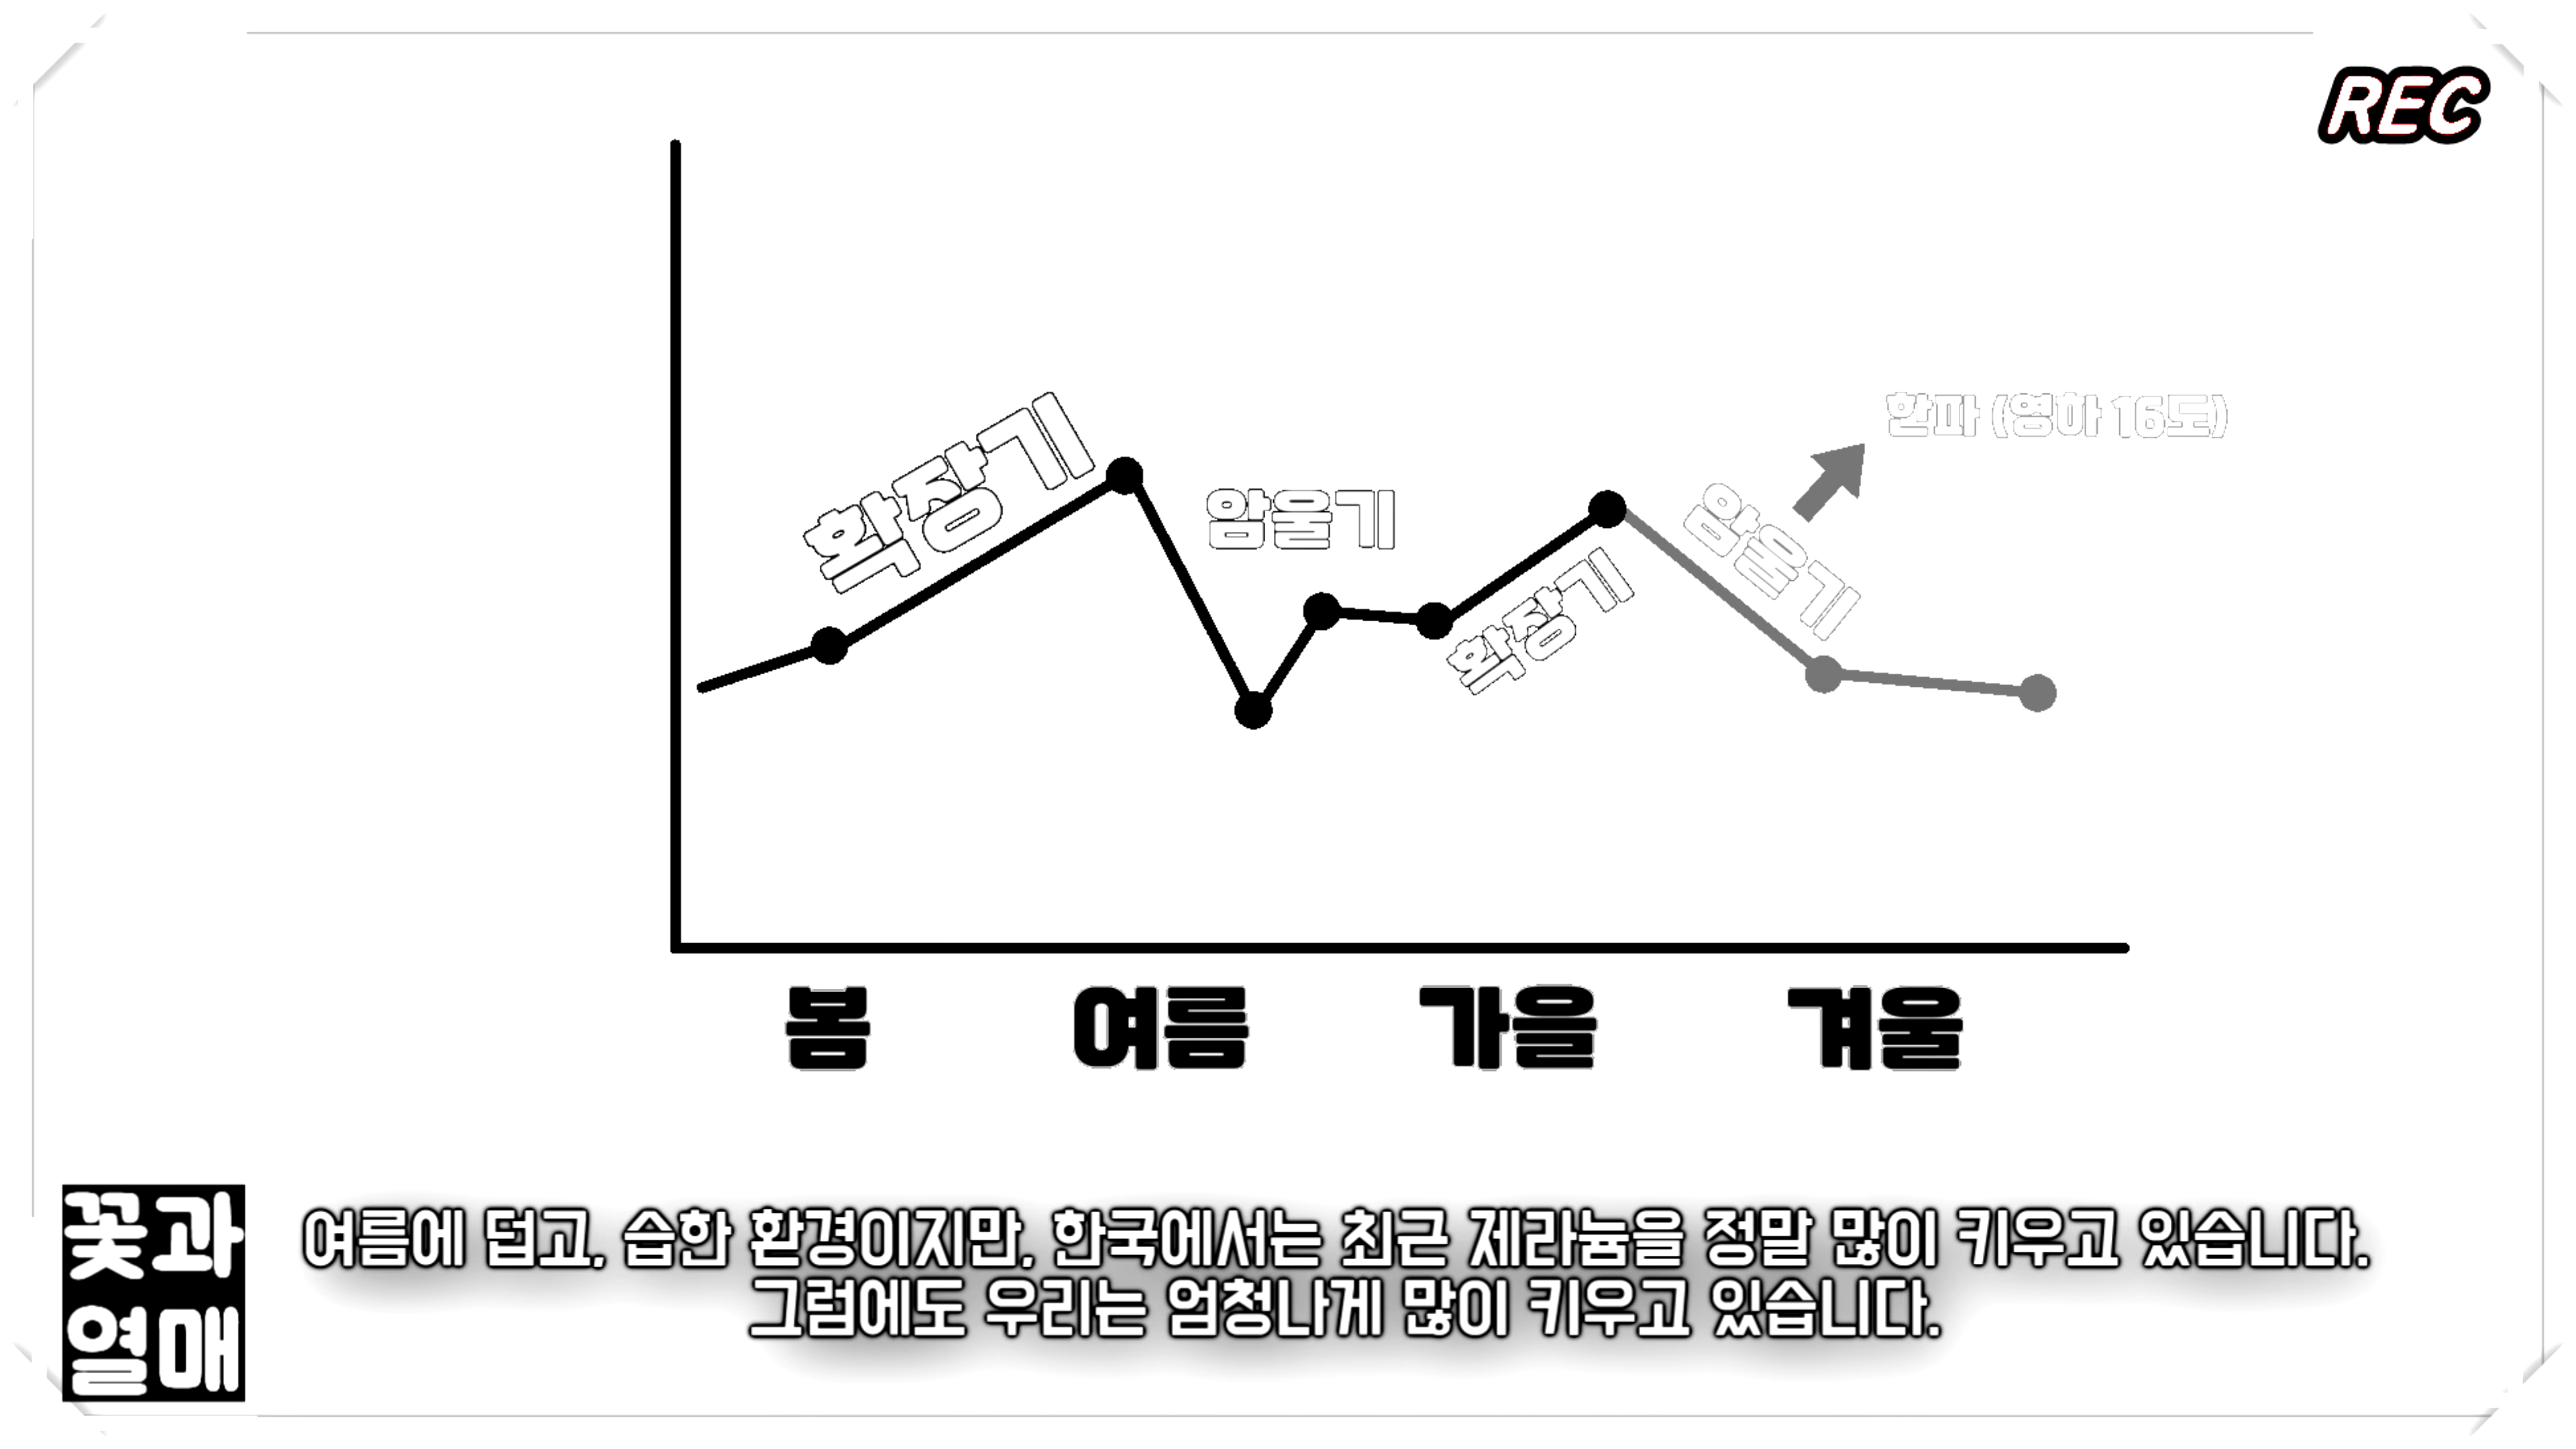 REC
한파 (영하 16도)
확장기
암울기
암울기
확장기
봄 여름 가을 겨울
꽃과
열매
여름에 덥고, 습한 환경이지만, 한국에서는 최근 제라늄을 정말 많이 키우고 있습니다.
그럼에도 우리는 엄청나게 많이 키우고 있습니다.